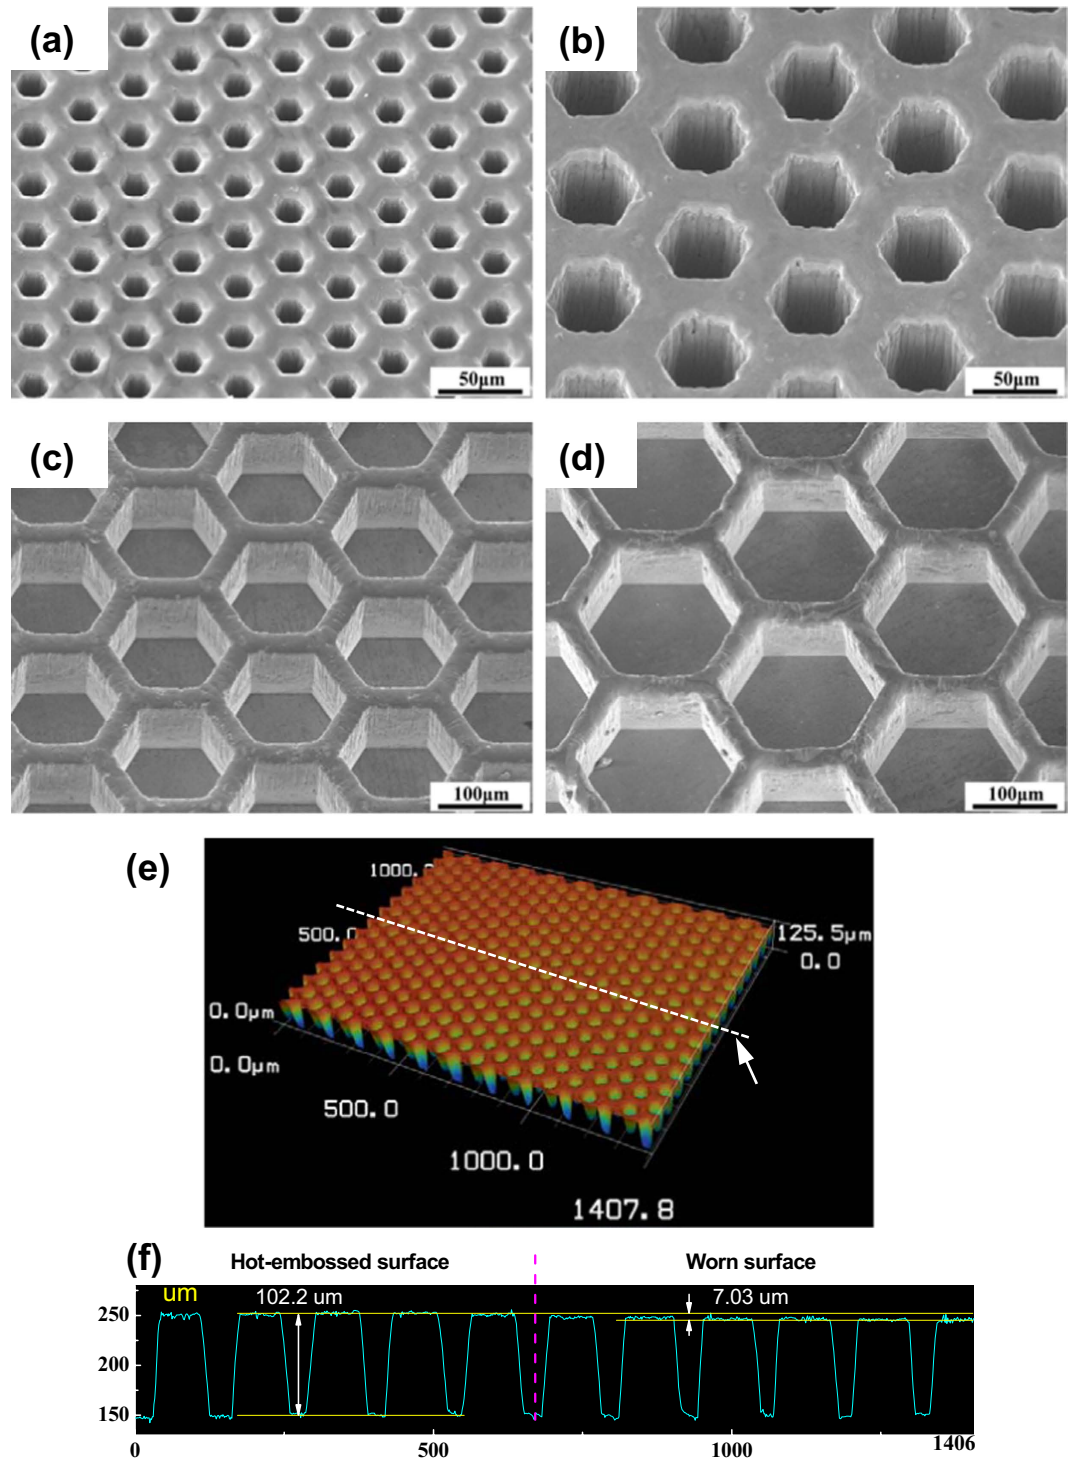 (a)
(b)
50μm
50μm
(c)
(d)
100μm
100μm
(e)
1000.0
500.0
0.0μm
0.0μm
500.0
1000.0
1407.8
125.5μm
0.0
(f)
Hot-embossed surface
Worn surface
um
102.2 um
7.03 um
250
200
150
0
500
1000
1406